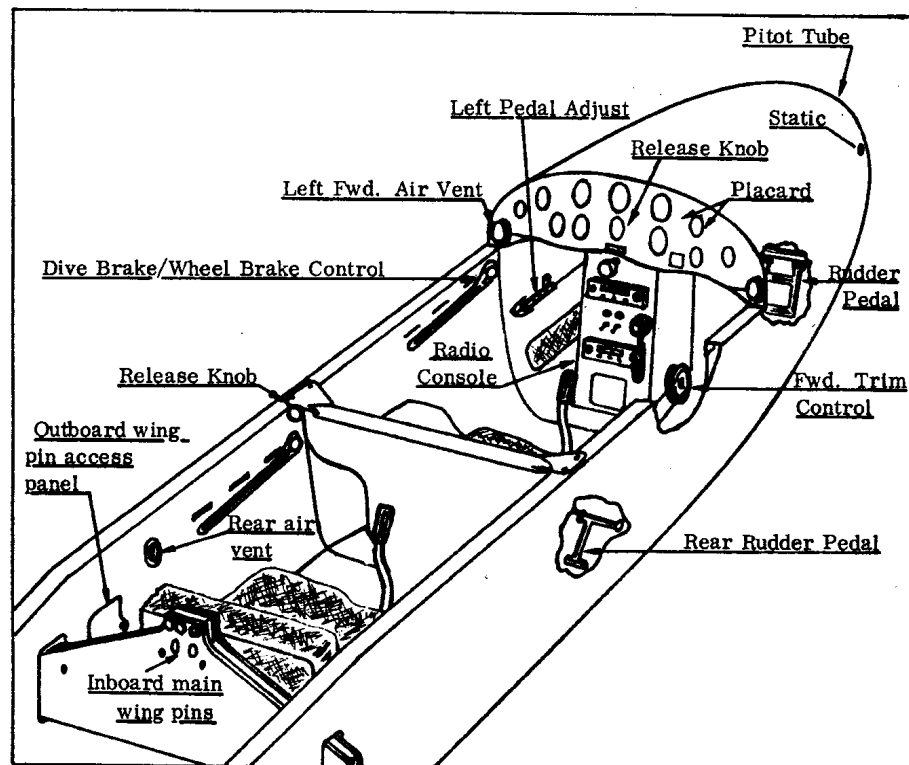 Pitot Tube
Left Pedal Adjust
Static
Release Knob
Left Fwd. Air Vent
Placard
Dive Brake/Wheel Brake Control
Rudder
Pedal
Radio
Console
Release Knob
Fwd. Trim
Control
Outboard wing
pin access
panel
Rear air
vent
Rear Rudder Pedal
Inboard main
wing pins